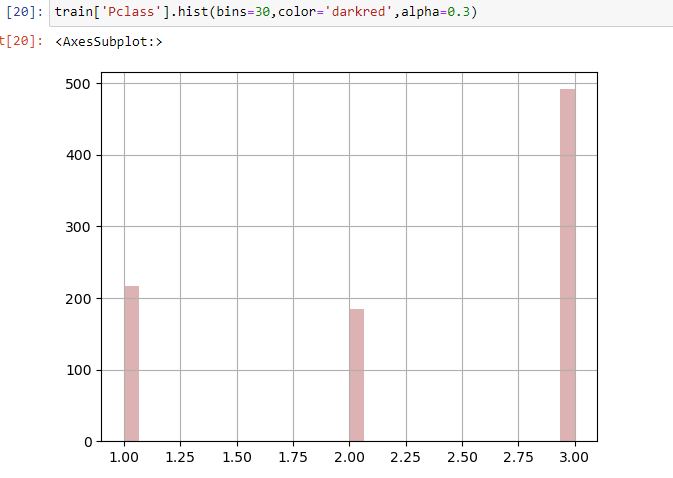 [20]: train['Pclass'].hist(bins=30,color='darkred',alpha=0.3)
t[20]: <AxesSubplot:>
500
400
300
200
100
0
1.00 1.25 1.50 1.75 2.00 2.25 2.50 2.75 3.00